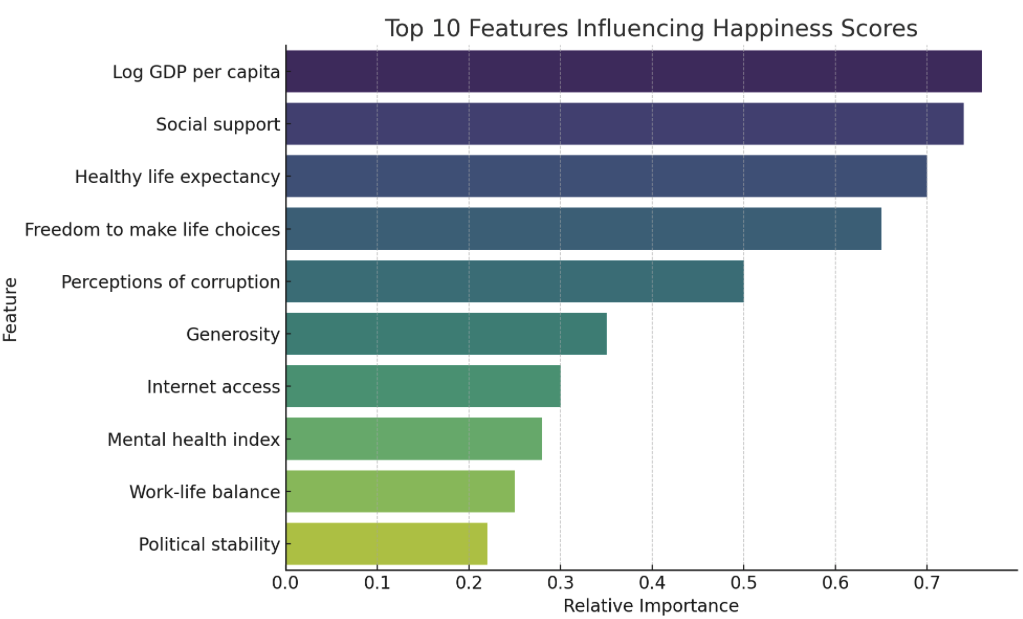 Top 10 Features Influencing Happiness Scores
Log GDP per capita
Social support
Healthy life expectancy
Freedom to make life choices
Perceptions of corruption
Generosity
Internet access
Mental health index
Work-life balance
Political stability
Feature
0.0 0.1 0.2 0.3 0.4 0.5 0.6 0.7
Relative Importance